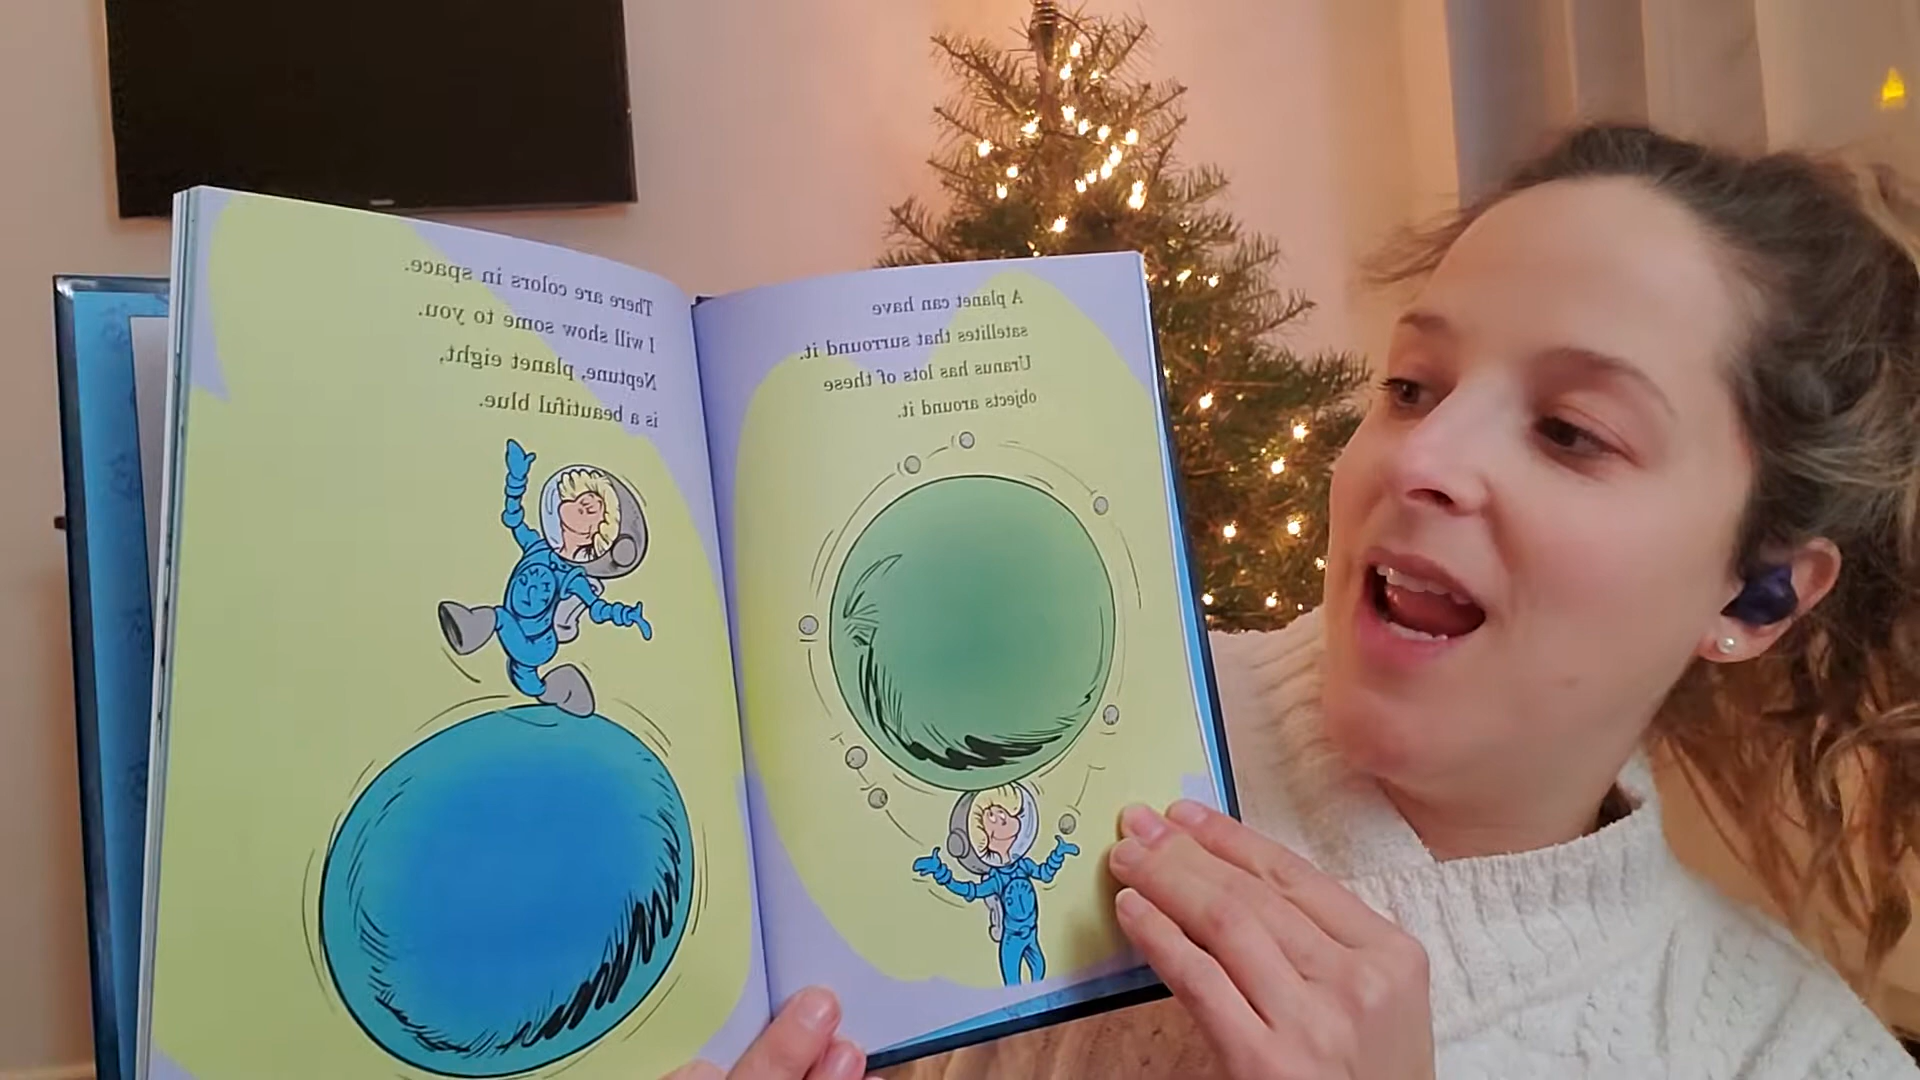 There are colors in space.
I will show some to you.
Neptune, planet eight,
is a beautiful blue.
A planet can have
satellites that surround it.
Uranus has lots of these
objects around it.